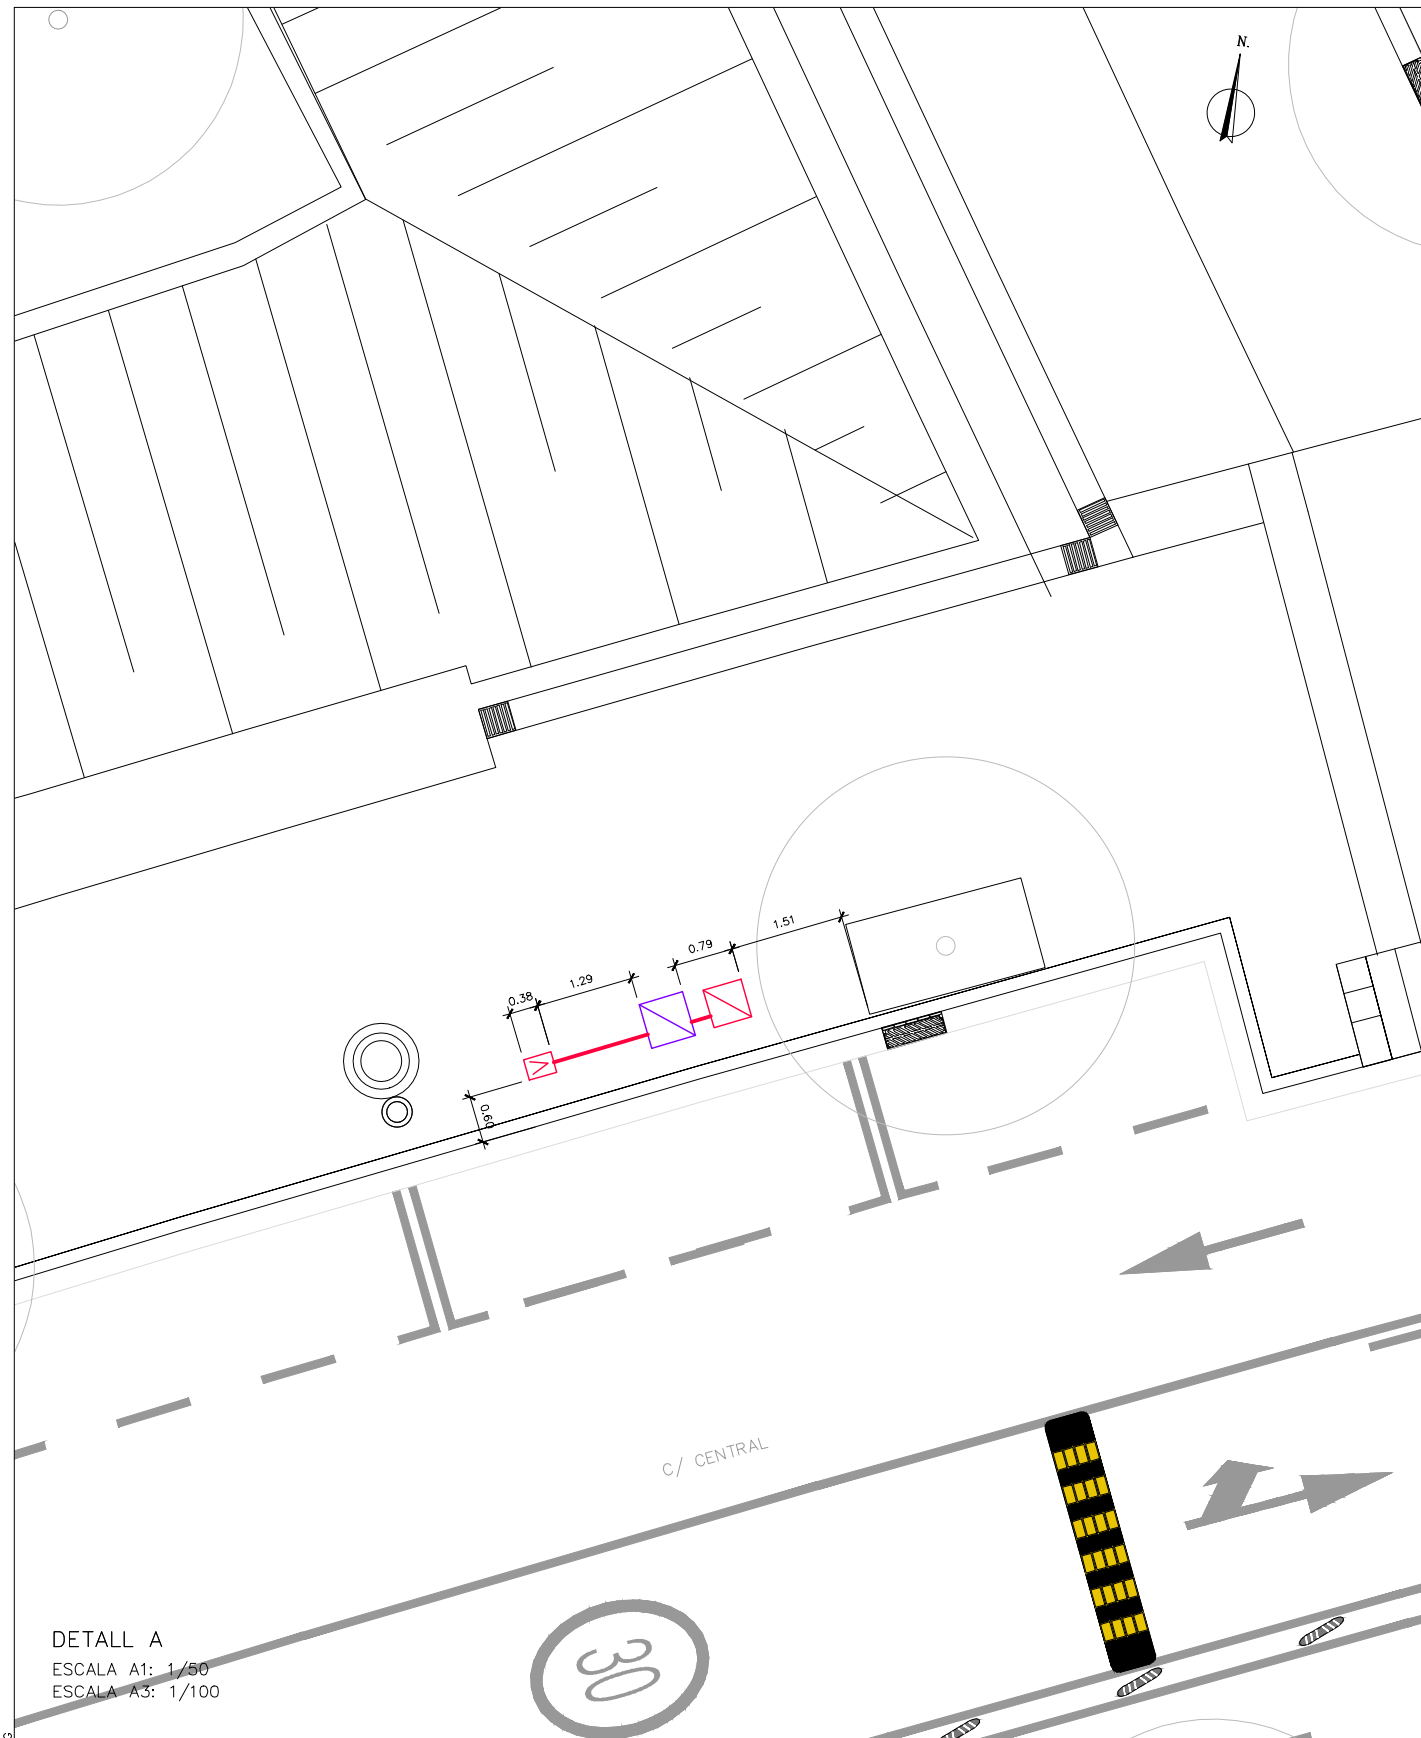 N.
1.51
0.79
1.29
0.38
0.60
C/ CENTRAL
30
DETALL A
ESCALA A1: 1/50
ESCALA A3: 1/100